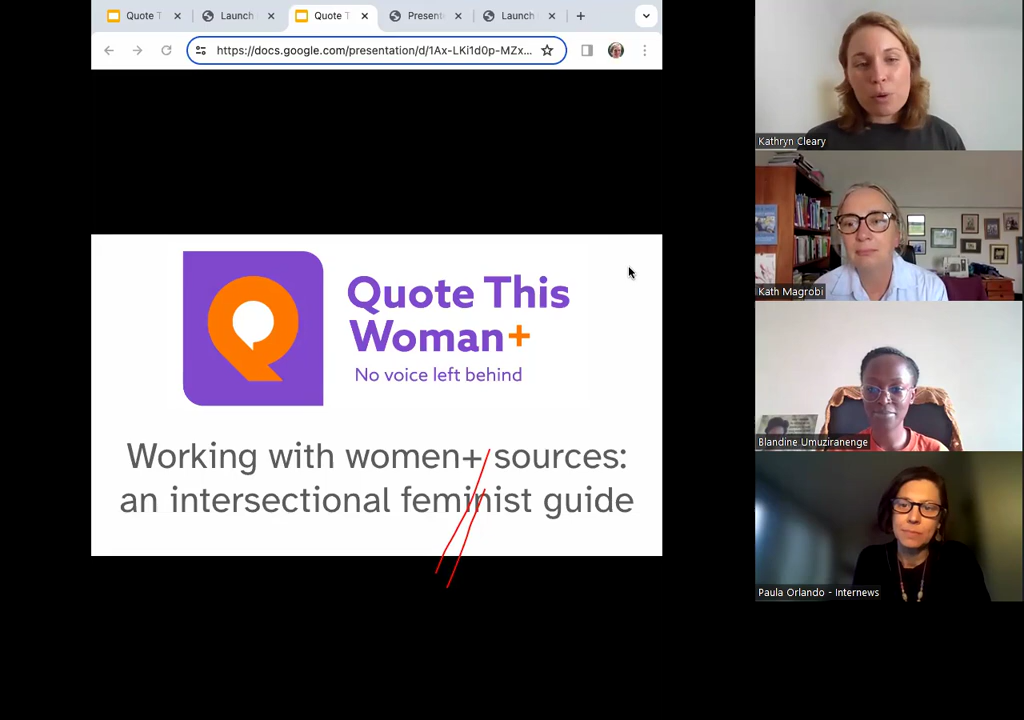 Quote T
Launch
Quote T
Present
Launch
https://docs.google.com/presentation/d/1Ax-LKi1d0p-MZx...
Quote This
Woman+
No voice left behind
Working with women+ sources:
an intersectional feminist guide
Kathryn Cleary
Kath Magrobi
Blandine Umuziranenge
Paula Orlando - Internews